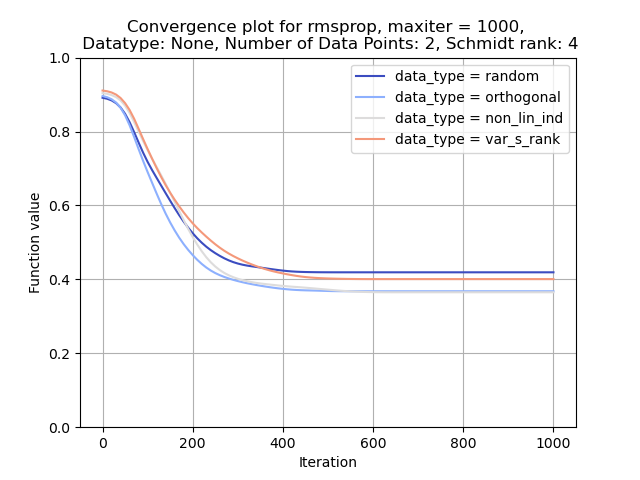 Convergence plot for rmsprop, maxiter = 1000,
Datatype: None, Number of Data Points: 2, Schmidt rank: 4
1.0
0.8
0.6
0.4
0.2
0.0
Function value
data_type = random
data_type = orthogonal
data_type = non_lin_ind
data_type = var_s_rank
0 200 400 600 800 1000
Iteration